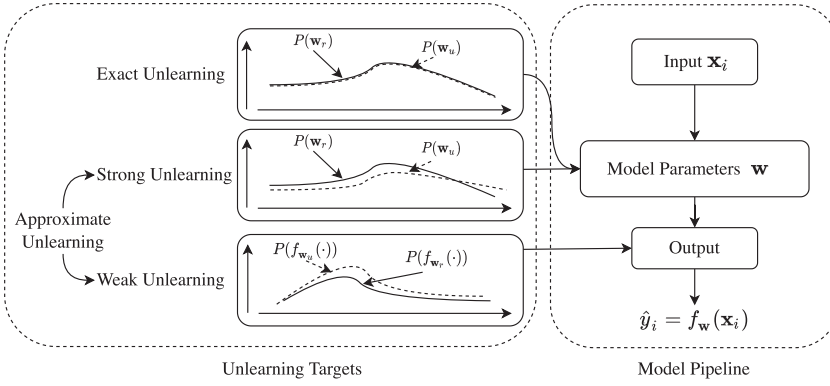 Exact Unlearning
P(w_r)
P(w_u)
Strong Unlearning
P(w_r)
P(w_u)
Approximate
Unlearning
Weak Unlearning
P(f_{w_u}(·))
P(f_{w_r}(·))
Unlearning Targets
Input x_i
Model Parameters w
Output
ŷ_i = f_w(x_i)
Model Pipeline